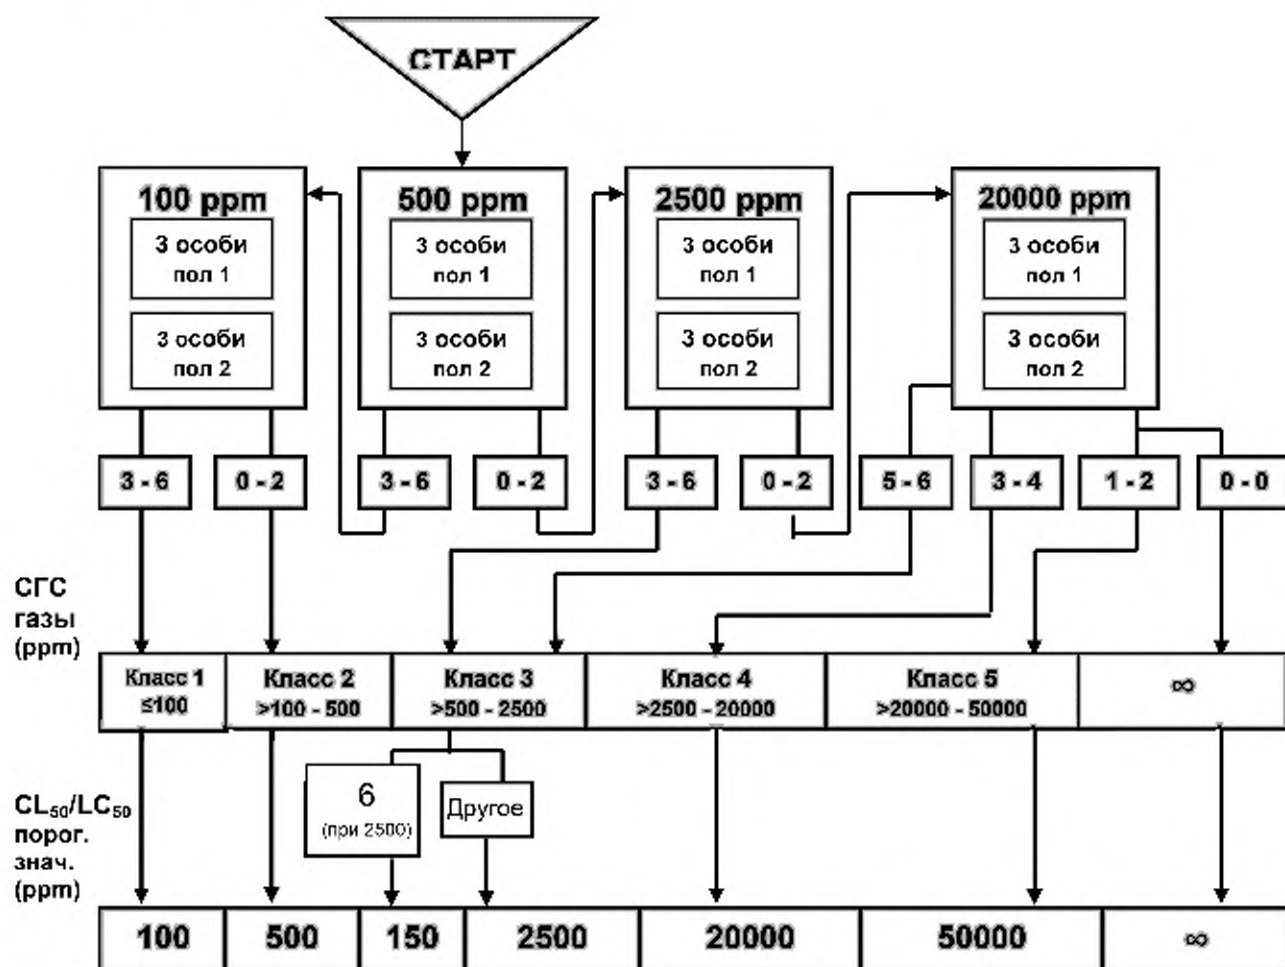 СТАРТ
100 ppm
500 ppm
2500 ppm
20000 ppm
3 особи
пол 1
3 особи
пол 1
3 особи
пол 1
3 особи
пол 1
3 особи
пол 2
3 особи
пол 2
3 особи
пол 2
3 особи
пол 2
3 - 6
0 - 2
3 - 6
0 - 2
3 - 6
0 - 2
5 - 6
3 - 4
1 - 2
0 - 0
СГС
газы
(ppm)
Класс 1
≤100
Класс 2
>100 - 500
Класс 3
>500 - 2500
Класс 4
>2500 - 20000
Класс 5
>20000 - 50000
∞
6
(при 2500)
Другое
CL50/LC50
порог.
знач.
(ppm)
100
500
150
2500
20000
50000
∞